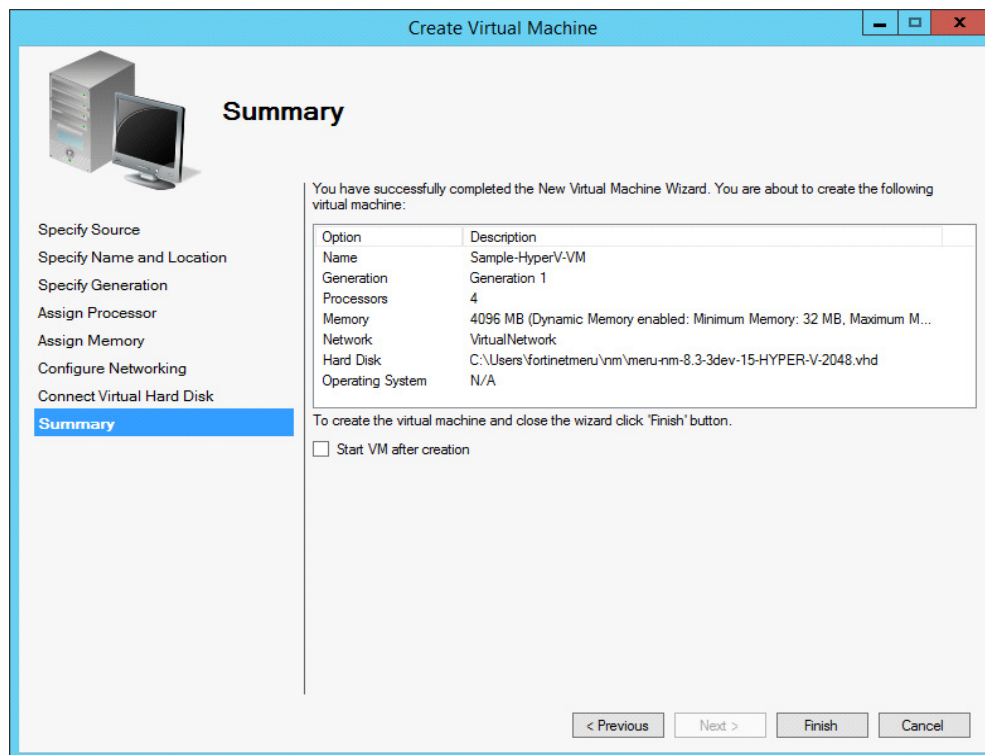 Create Virtual Machine
Summary
You have successfully completed the New Virtual Machine Wizard. You are about to create the following
virtual machine:
Specify Source
Specify Name and Location
Specify Generation
Assign Processor
Assign Memory
Configure Networking
Connect Virtual Hard Disk
Summary
Option Description
Name Sample-HyperV-VM
Generation Generation 1
Processors 4
Memory 4096 MB (Dynamic Memory enabled: Minimum Memory: 32 MB, Maximum M...
Network VirtualNetwork
Hard Disk C:\Users\fortinetmeru\nm\meru-nm-8.3-3dev-15-HYPER-V-2048.vhd
Operating System N/A
To create the virtual machine and close the wizard click 'Finish' button.
Start VM after creation
< Previous Next > Finish Cancel